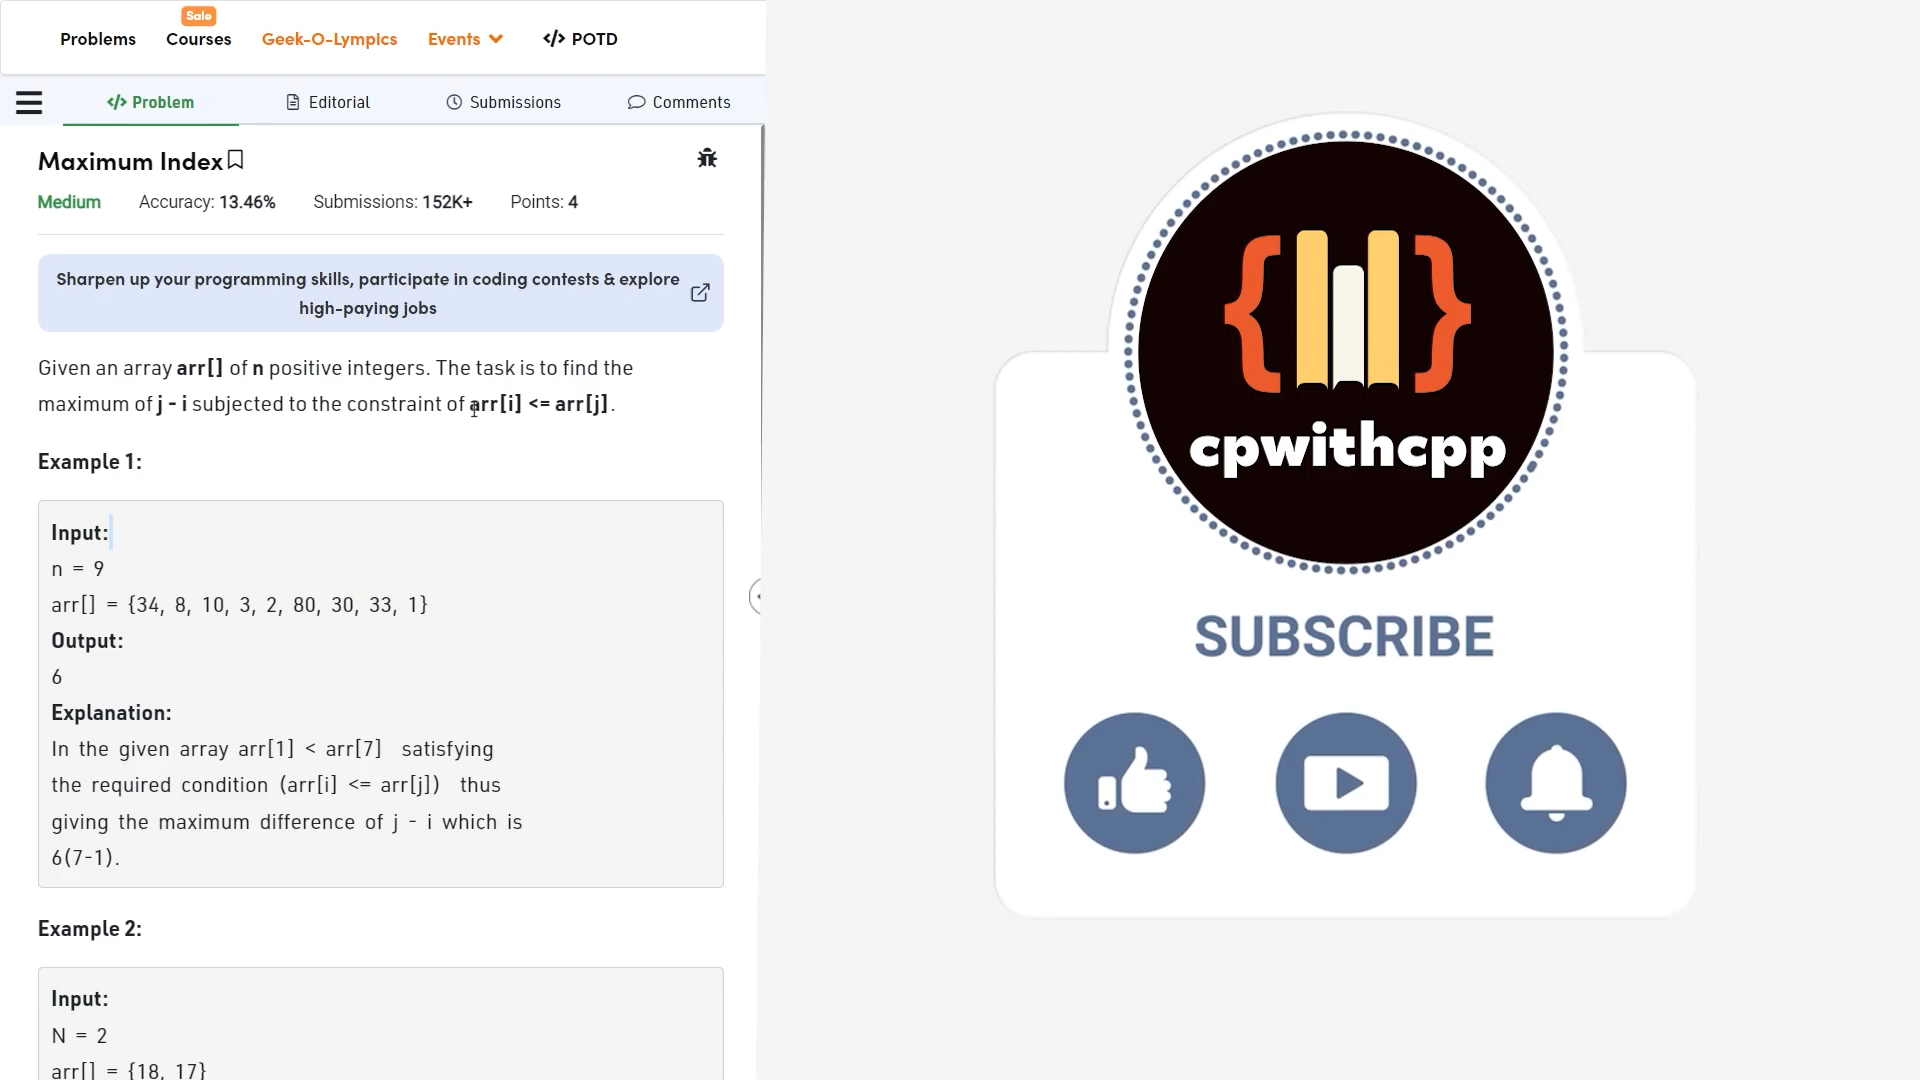 Sale
Problems Courses Geek-O-Lympics Events </> POTD
</> Problem Editorial Submissions Comments
Maximum Index
Medium Accuracy: 13.46% Submissions: 152K+ Points: 4
Sharpen up your programming skills, participate in coding contests & explore
high-paying jobs
Given an array arr[] of n positive integers. The task is to find the
maximum of j - i subjected to the constraint of arr[i] <= arr[j].
Example 1:
Input:
n = 9
arr[] = {34, 8, 10, 3, 2, 80, 30, 33, 1}
Output:
6
Explanation:
In the given array arr[1] < arr[7] satisfying
the required condition (arr[i] <= arr[j]) thus
giving the maximum difference of j - i which is
6(7-1).
Example 2:
Input:
N = 2
arr[] = {18, 17}
cpwithcpp
SUBSCRIBE